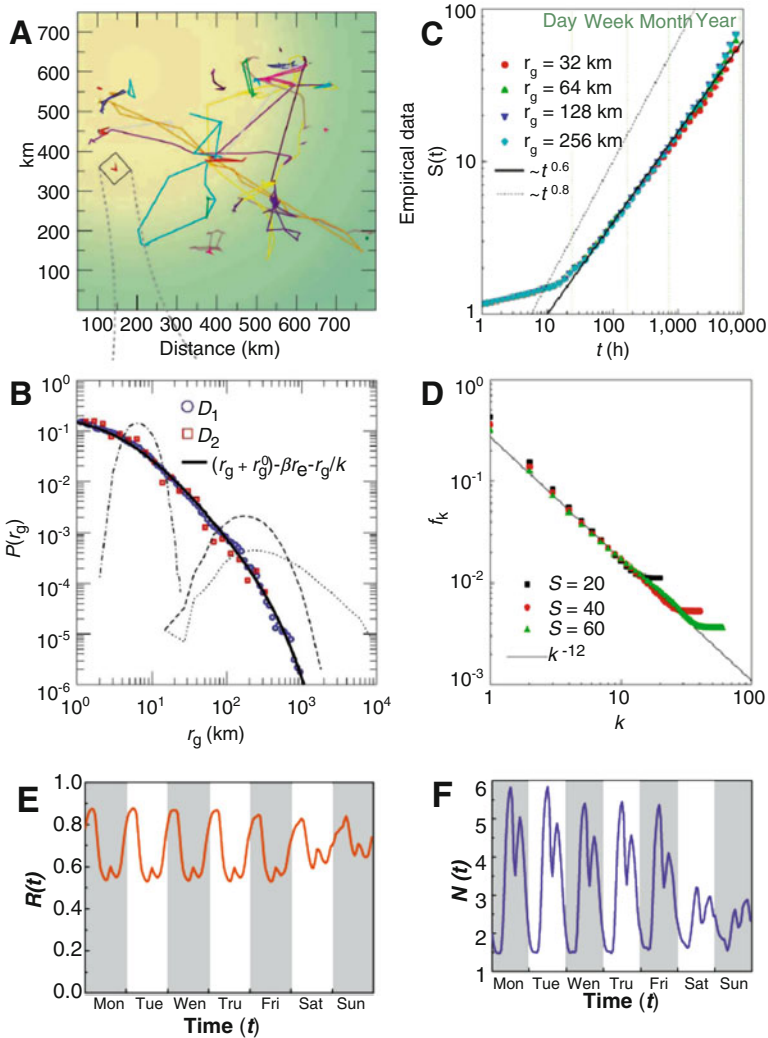 A
km
700
600
500
400
300
200
100
100 200 300 400 500 600 700
Distance (km)
C
Day Week Month Year
Empirical data
S(t)
100
10
1
r_g = 32 km
r_g = 64 km
r_g = 128 km
r_g = 256 km
~t^0.6
~t^0.8
1 10 100 1,000 10,000
t (h)
B
P(r_g)
10^0
10^-1
10^-2
10^-3
10^-4
10^-5
10^-6
D_1
D_2
(r_g + r_g^0)-βr_e-r_g/k
10^0 10^1 10^2 10^3 10^4
r_g (km)
D
f_k
10^0
10^-1
10^-2
10^-3
S = 20
S = 40
S = 60
k^-12
1 10 100
k
E
R(t)
1.0
0.8
0.6
0.4
0.2
0.0
Mon Tue Wen Tru Fri Sat Sun
Time (t)
F
N(t)
6
5
4
3
2
1
Mon Tue Wen Tru Fri Sat Sun
Time (t)